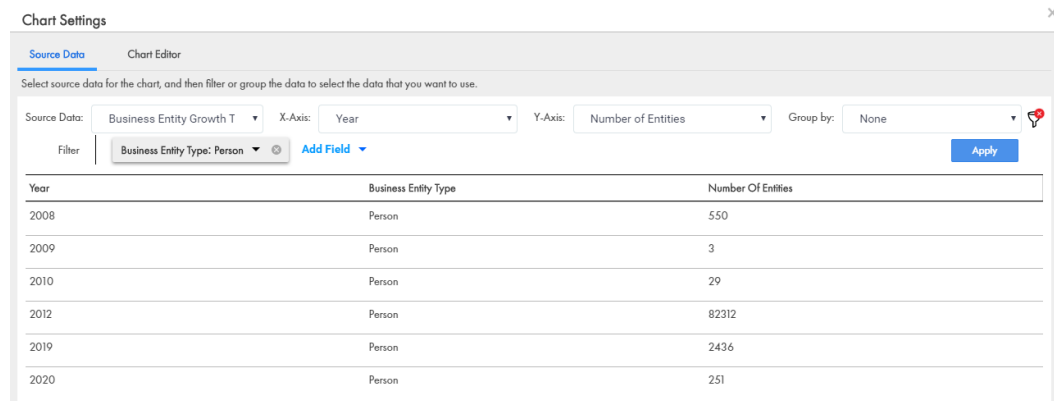 Chart Settings
Source Data Chart Editor
Select source data for the chart, and then filter or group the data to select the data that you want to use.
Source Data: Business Entity Growth T X-Axis: Year Y-Axis: Number of Entities Group by: None
Filter Business Entity Type: Person Add Field Apply
Year Business Entity Type Number Of Entities
2008 Person 550
2009 Person 3
2010 Person 29
2012 Person 82312
2019 Person 2436
2020 Person 251